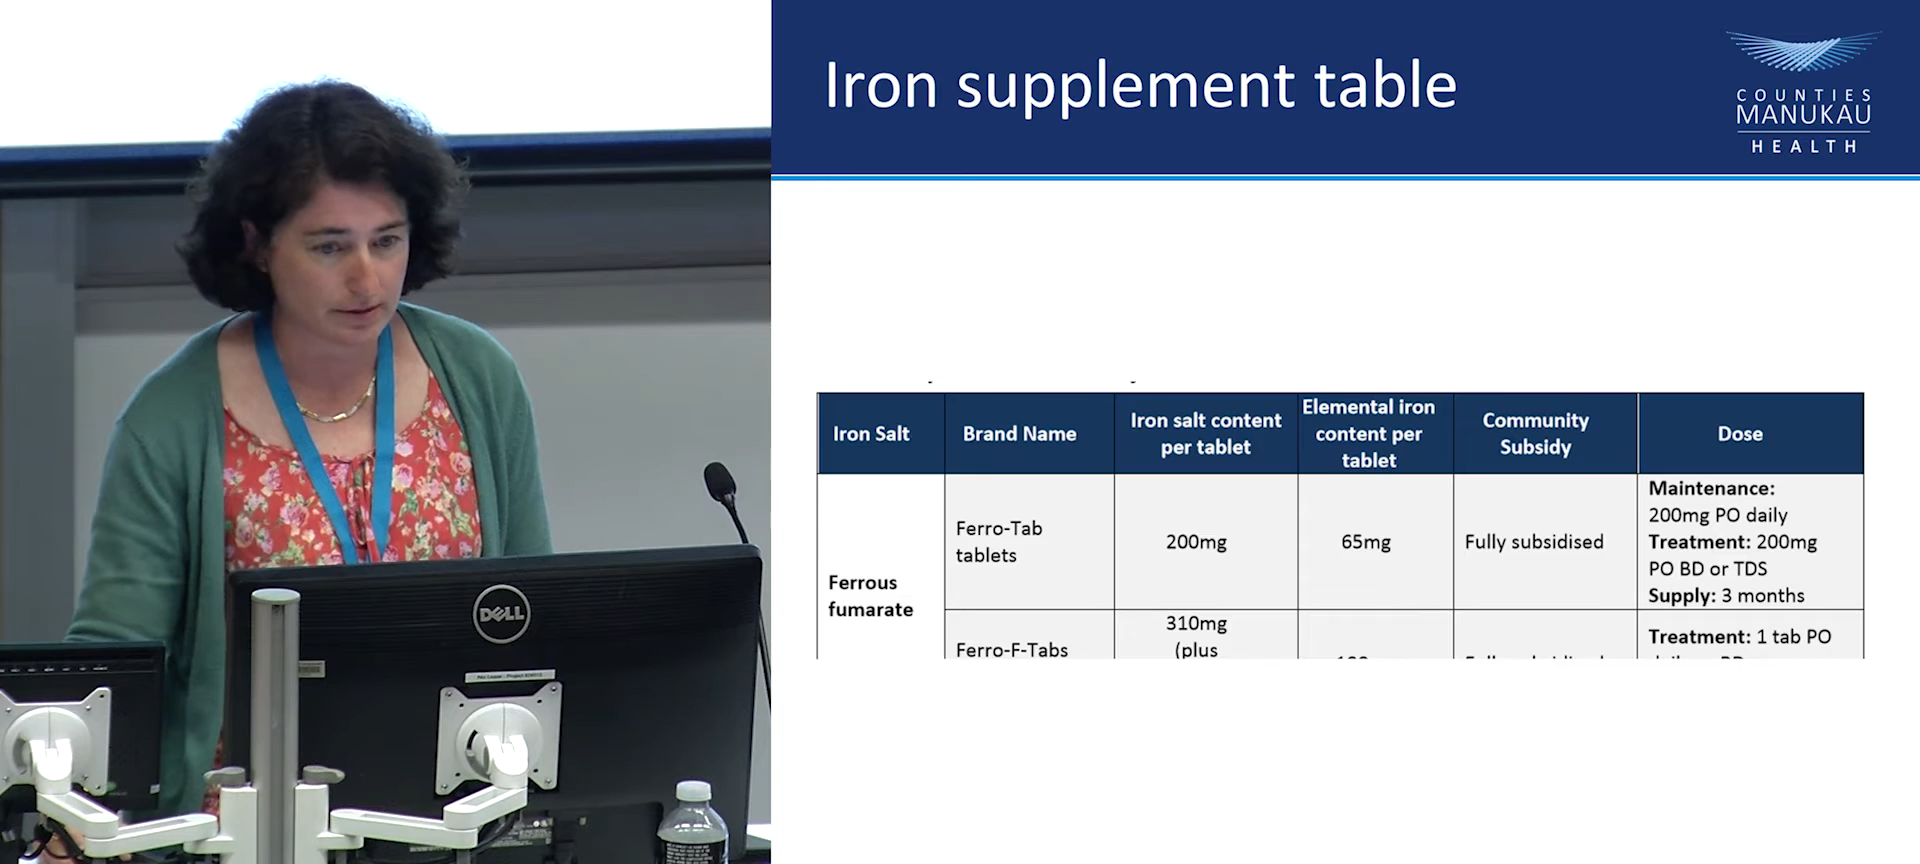 Iron supplement table
COUNTIES
MANUKAU
HEALTH
Iron Salt
Brand Name
Iron salt content
per tablet
Elemental iron
content per
tablet
Community
Subsidy
Dose
Ferrous
fumarate
Ferro-Tab
tablets
200mg
65mg
Fully subsidised
Maintenance:
200mg PO daily
Treatment: 200mg
PO BD or TDS
Supply: 3 months
Ferro-F-Tabs
310mg
(plus
Treatment: 1 tab PO
DELL